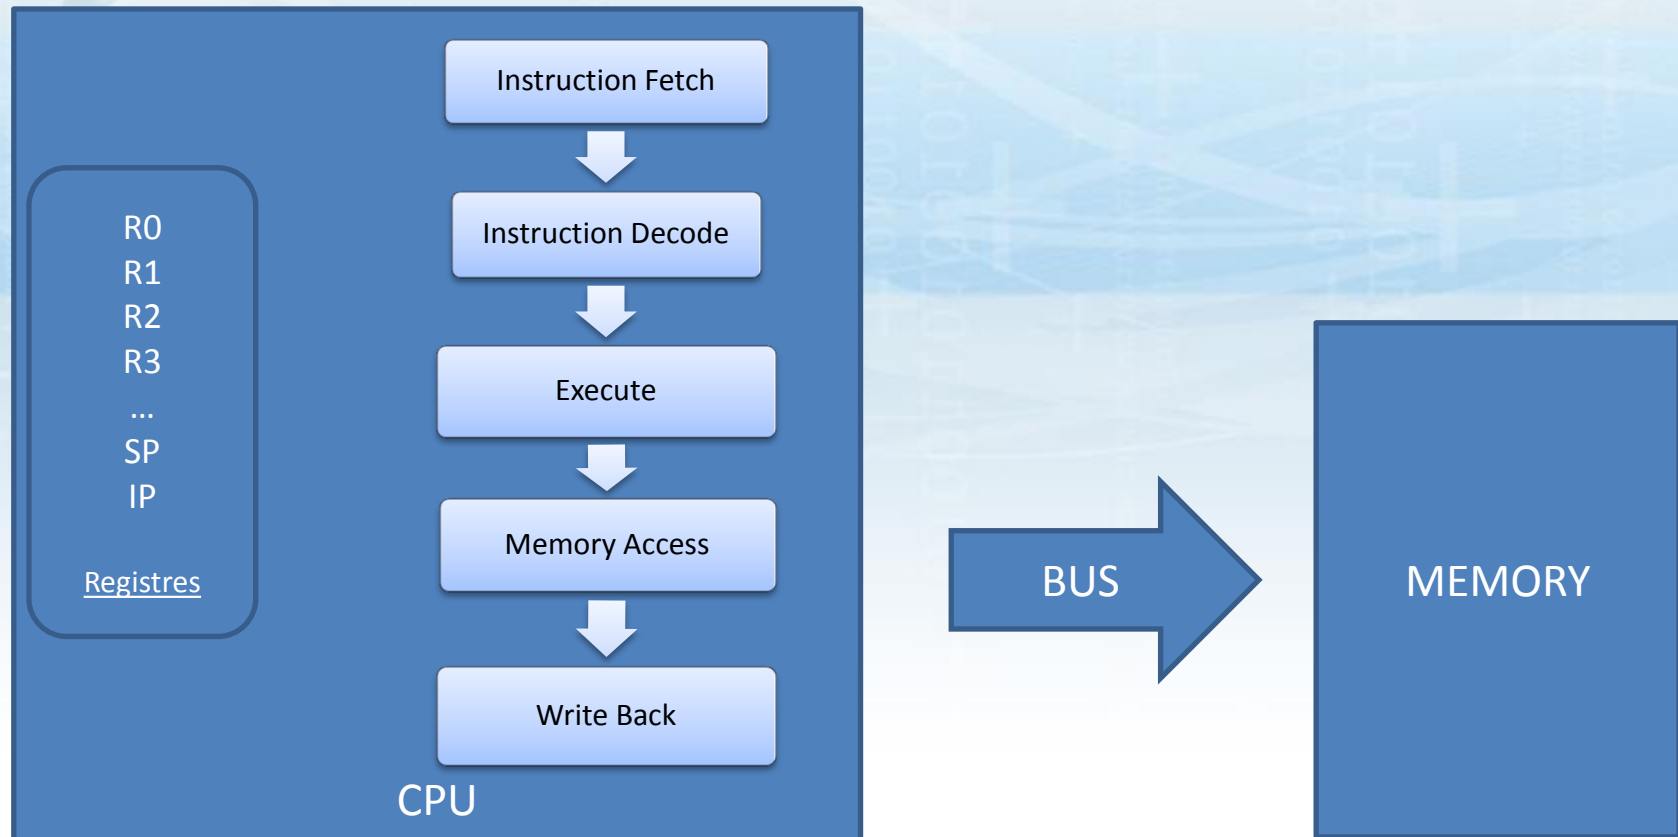 Instruction Fetch
Instruction Decode
Execute
Memory Access
Write Back
R0
R1
R2
R3
...
SP
IP
Registres
CPU
BUS
MEMORY